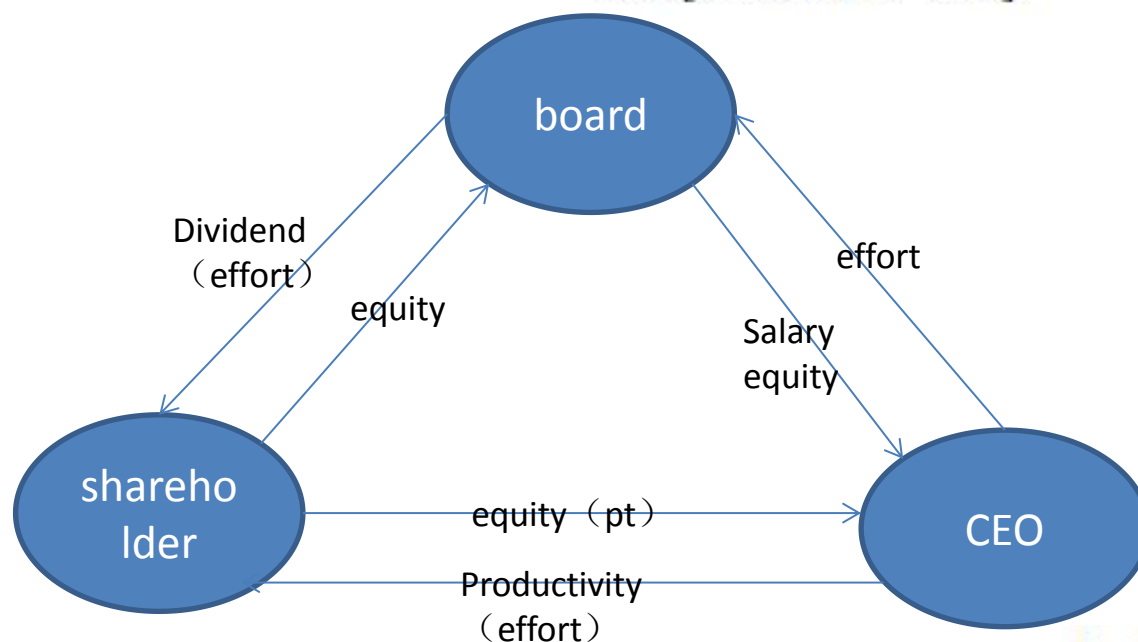 board
Dividend
（effort）
equity
effort
Salary
equity
shareho
lder
equity（pt）
CEO
Productivity
（effort）